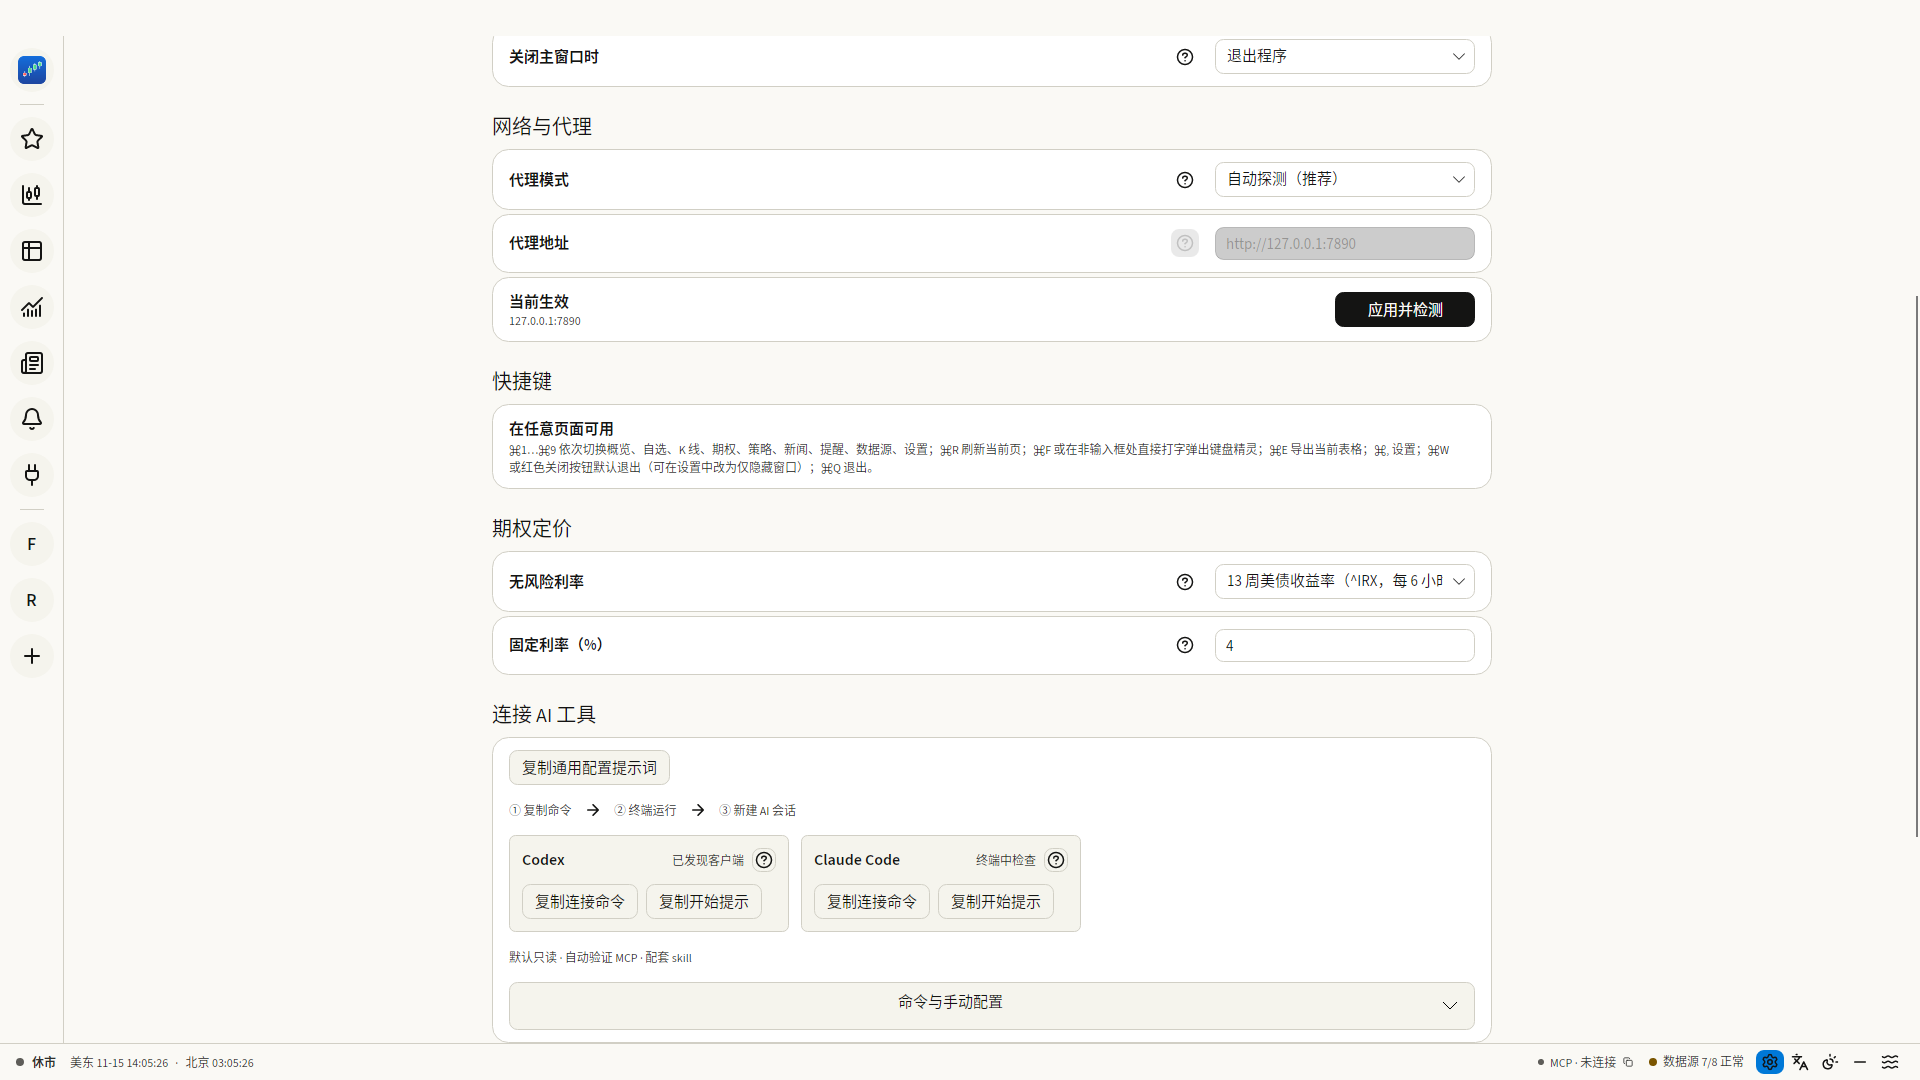 关闭主窗口时
退出程序
网络与代理
代理模式
自动探测（推荐）
代理地址
http://127.0.0.1:7890
当前生效
127.0.0.1:7890
应用并检测
快捷键
在任意页面可用
⌘1…⌘9 依次切换概览、自选、K 线、期权、策略、新闻、提醒、数据源、设置；⌘R 刷新当前页；⌘F 或在非输入框处直接打字弹出键盘精灵；⌘E 导出当前表格；⌘, 设置；⌘W
或红色关闭按钮默认退出（可在设置中改为仅隐藏窗口）；⌘Q 退出。
期权定价
无风险利率
13 周美债收益率（^IRX，每 6 小
固定利率（%）
4
连接 AI 工具
复制通用配置提示词
① 复制命令 → ② 终端运行 → ③ 新建 AI 会话
Codex
已发现客户端
复制连接命令
复制开始提示
Claude Code
终端中检查
复制连接命令
复制开始提示
默认只读 · 自动验证 MCP · 配套 skill
命令与手动配置
F
R
休市
美东 11-15 14:05:26 · 北京 03:05:26
MCP · 未连接
数据源 7/8 正常